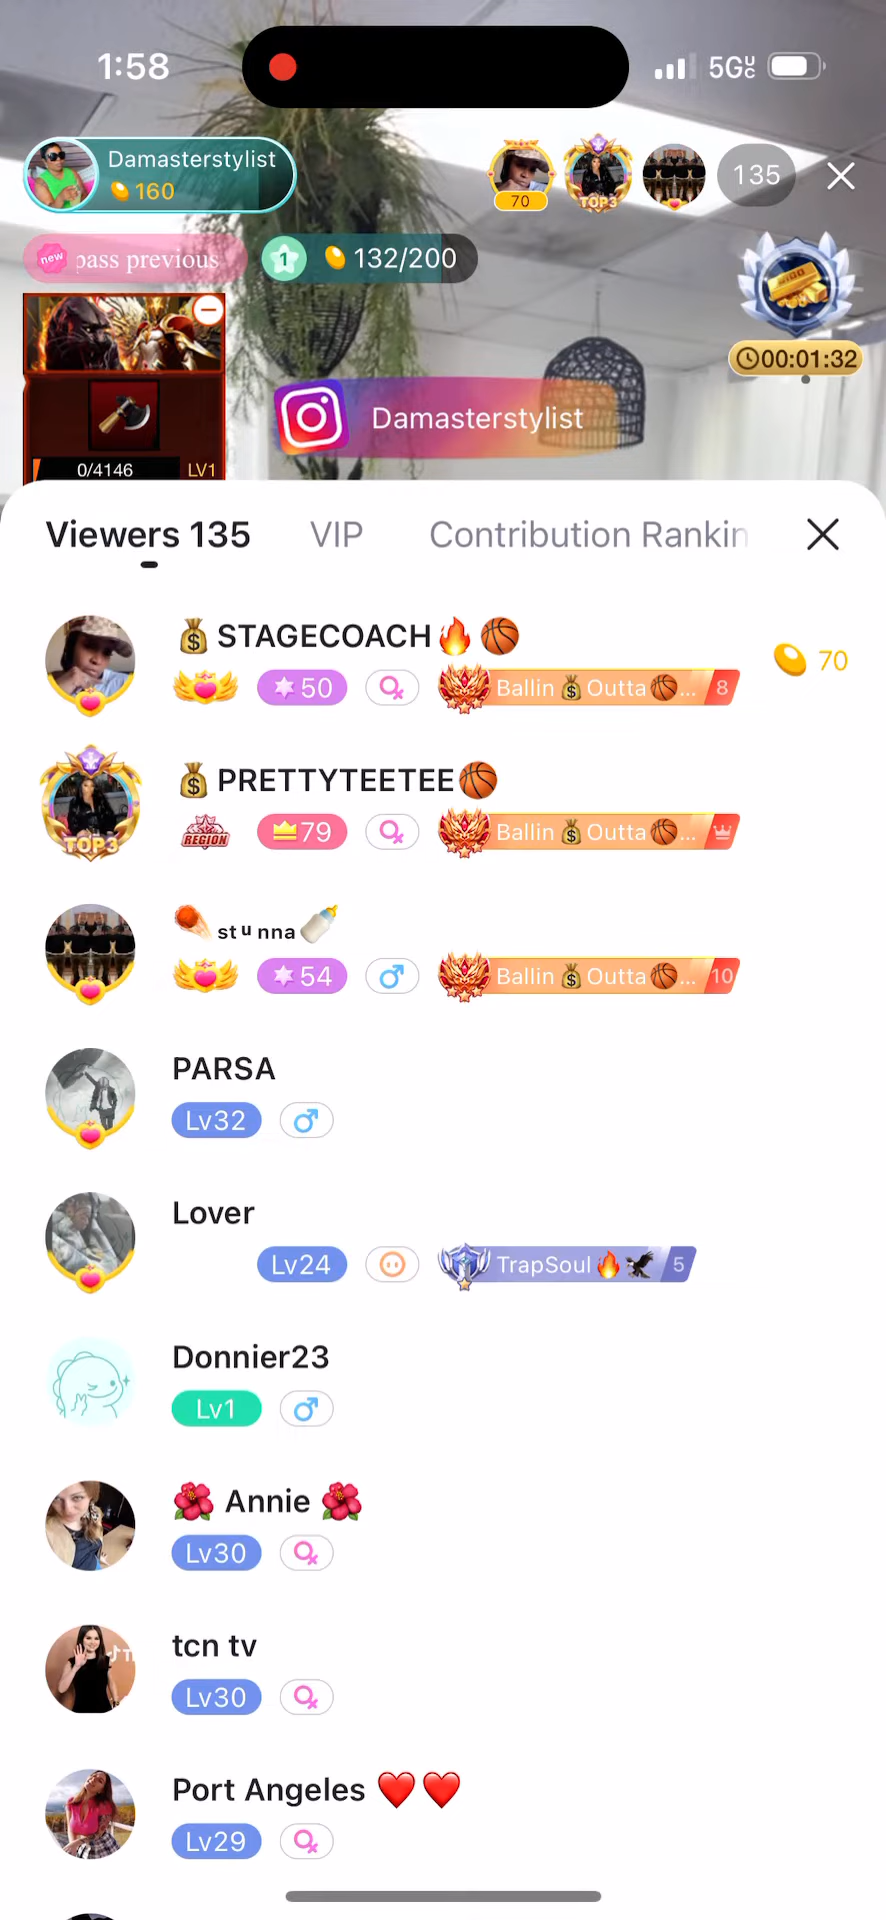 1:58
5G UC
Damasterstylist
160
70
TOP3
135
new pass previous
1
132/200
00:01:32
Damasterstylist
0/4146 LV1
Viewers 135 VIP Contribution Rankin
💰 STAGECOACH🔥🏀
50 Ballin 💰 Outta 🏀... 8
70
💰 PRETTYTEETEE🏀
TOP3
REGION 79 Ballin 💰 Outta 🏀...
st u nna🍼
54 Ballin 💰 Outta 🏀... 10
PARSA
Lv32
Lover
Lv24 TrapSoul🔥🦅 5
Donnier23
Lv1
🌺 Annie 🌺
Lv30
tcn tv
Lv30
Port Angeles ❤️❤️
Lv29